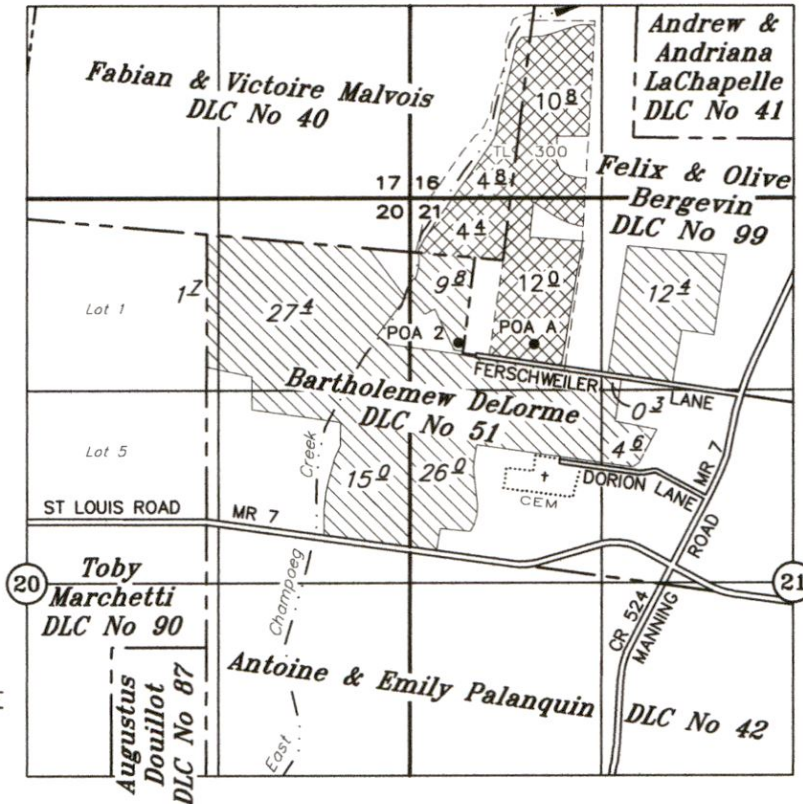 Andrew &
Andriana
LaChapelle
DLC No 41
Fabian & Victoire Malvois
DLC No 40
10 8
TL 300
4 8
17 16
20 21
Felix & Olive
Bergevin
DLC No 99
4 4
9 8
12 0
12 4
1 7
27 4
Lot 1
POA 2
POA A
FERSCHWEILER LANE
0 3
Bartholemew DeLorme
DLC No 51
4 6
Lot 5
Creek
15 0
26 0
DORION LANE
CEM
MR 7
ST LOUIS ROAD
MR 7
ROAD
20
21
Toby
Marchetti
DLC No 90
Champoeg
CR 524
MANNING
Antoine & Emily Palanquin DLC No 42
Augustus
Douillot
DLC No 87
East